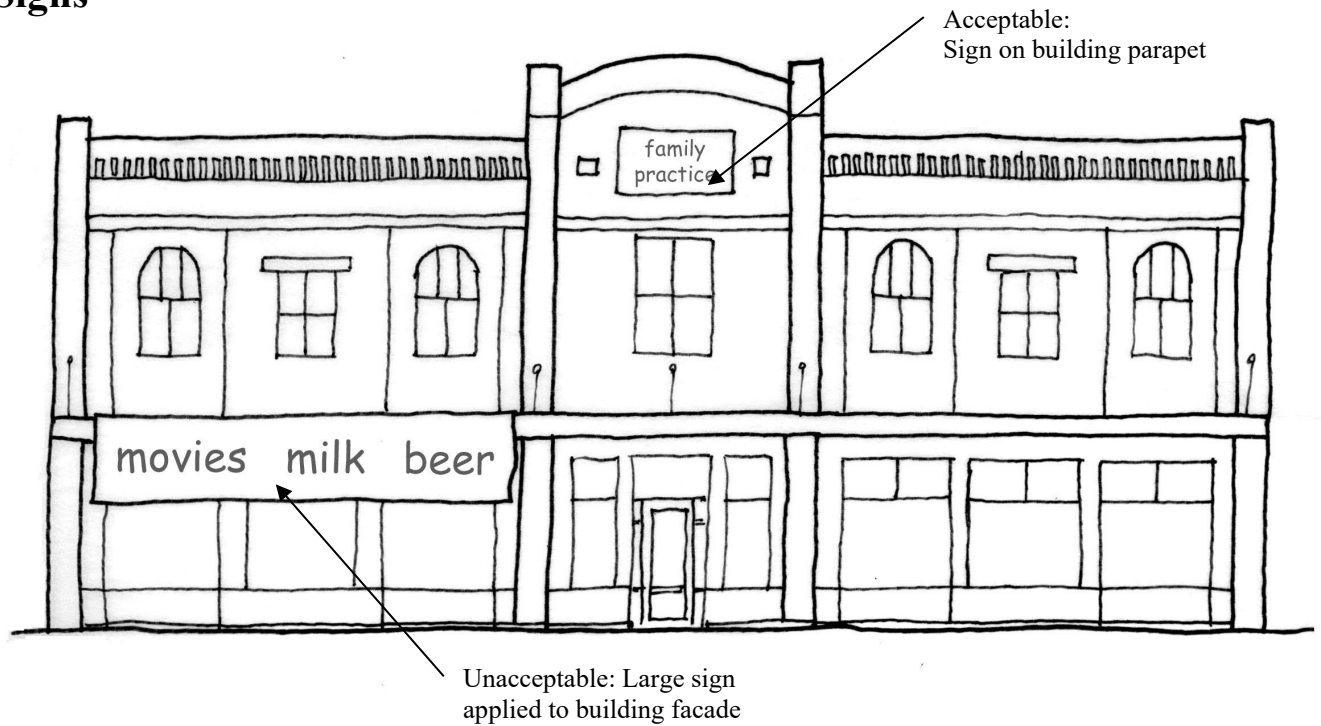 Signs
Acceptable:
Sign on building parapet
family
practice
movies milk beer
Unacceptable: Large sign
applied to building facade